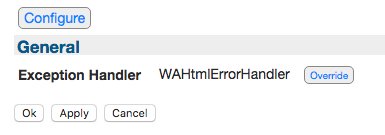 Configure
General
Exception Handler WAHtmlErrorHandler Override
Ok Apply Cancel